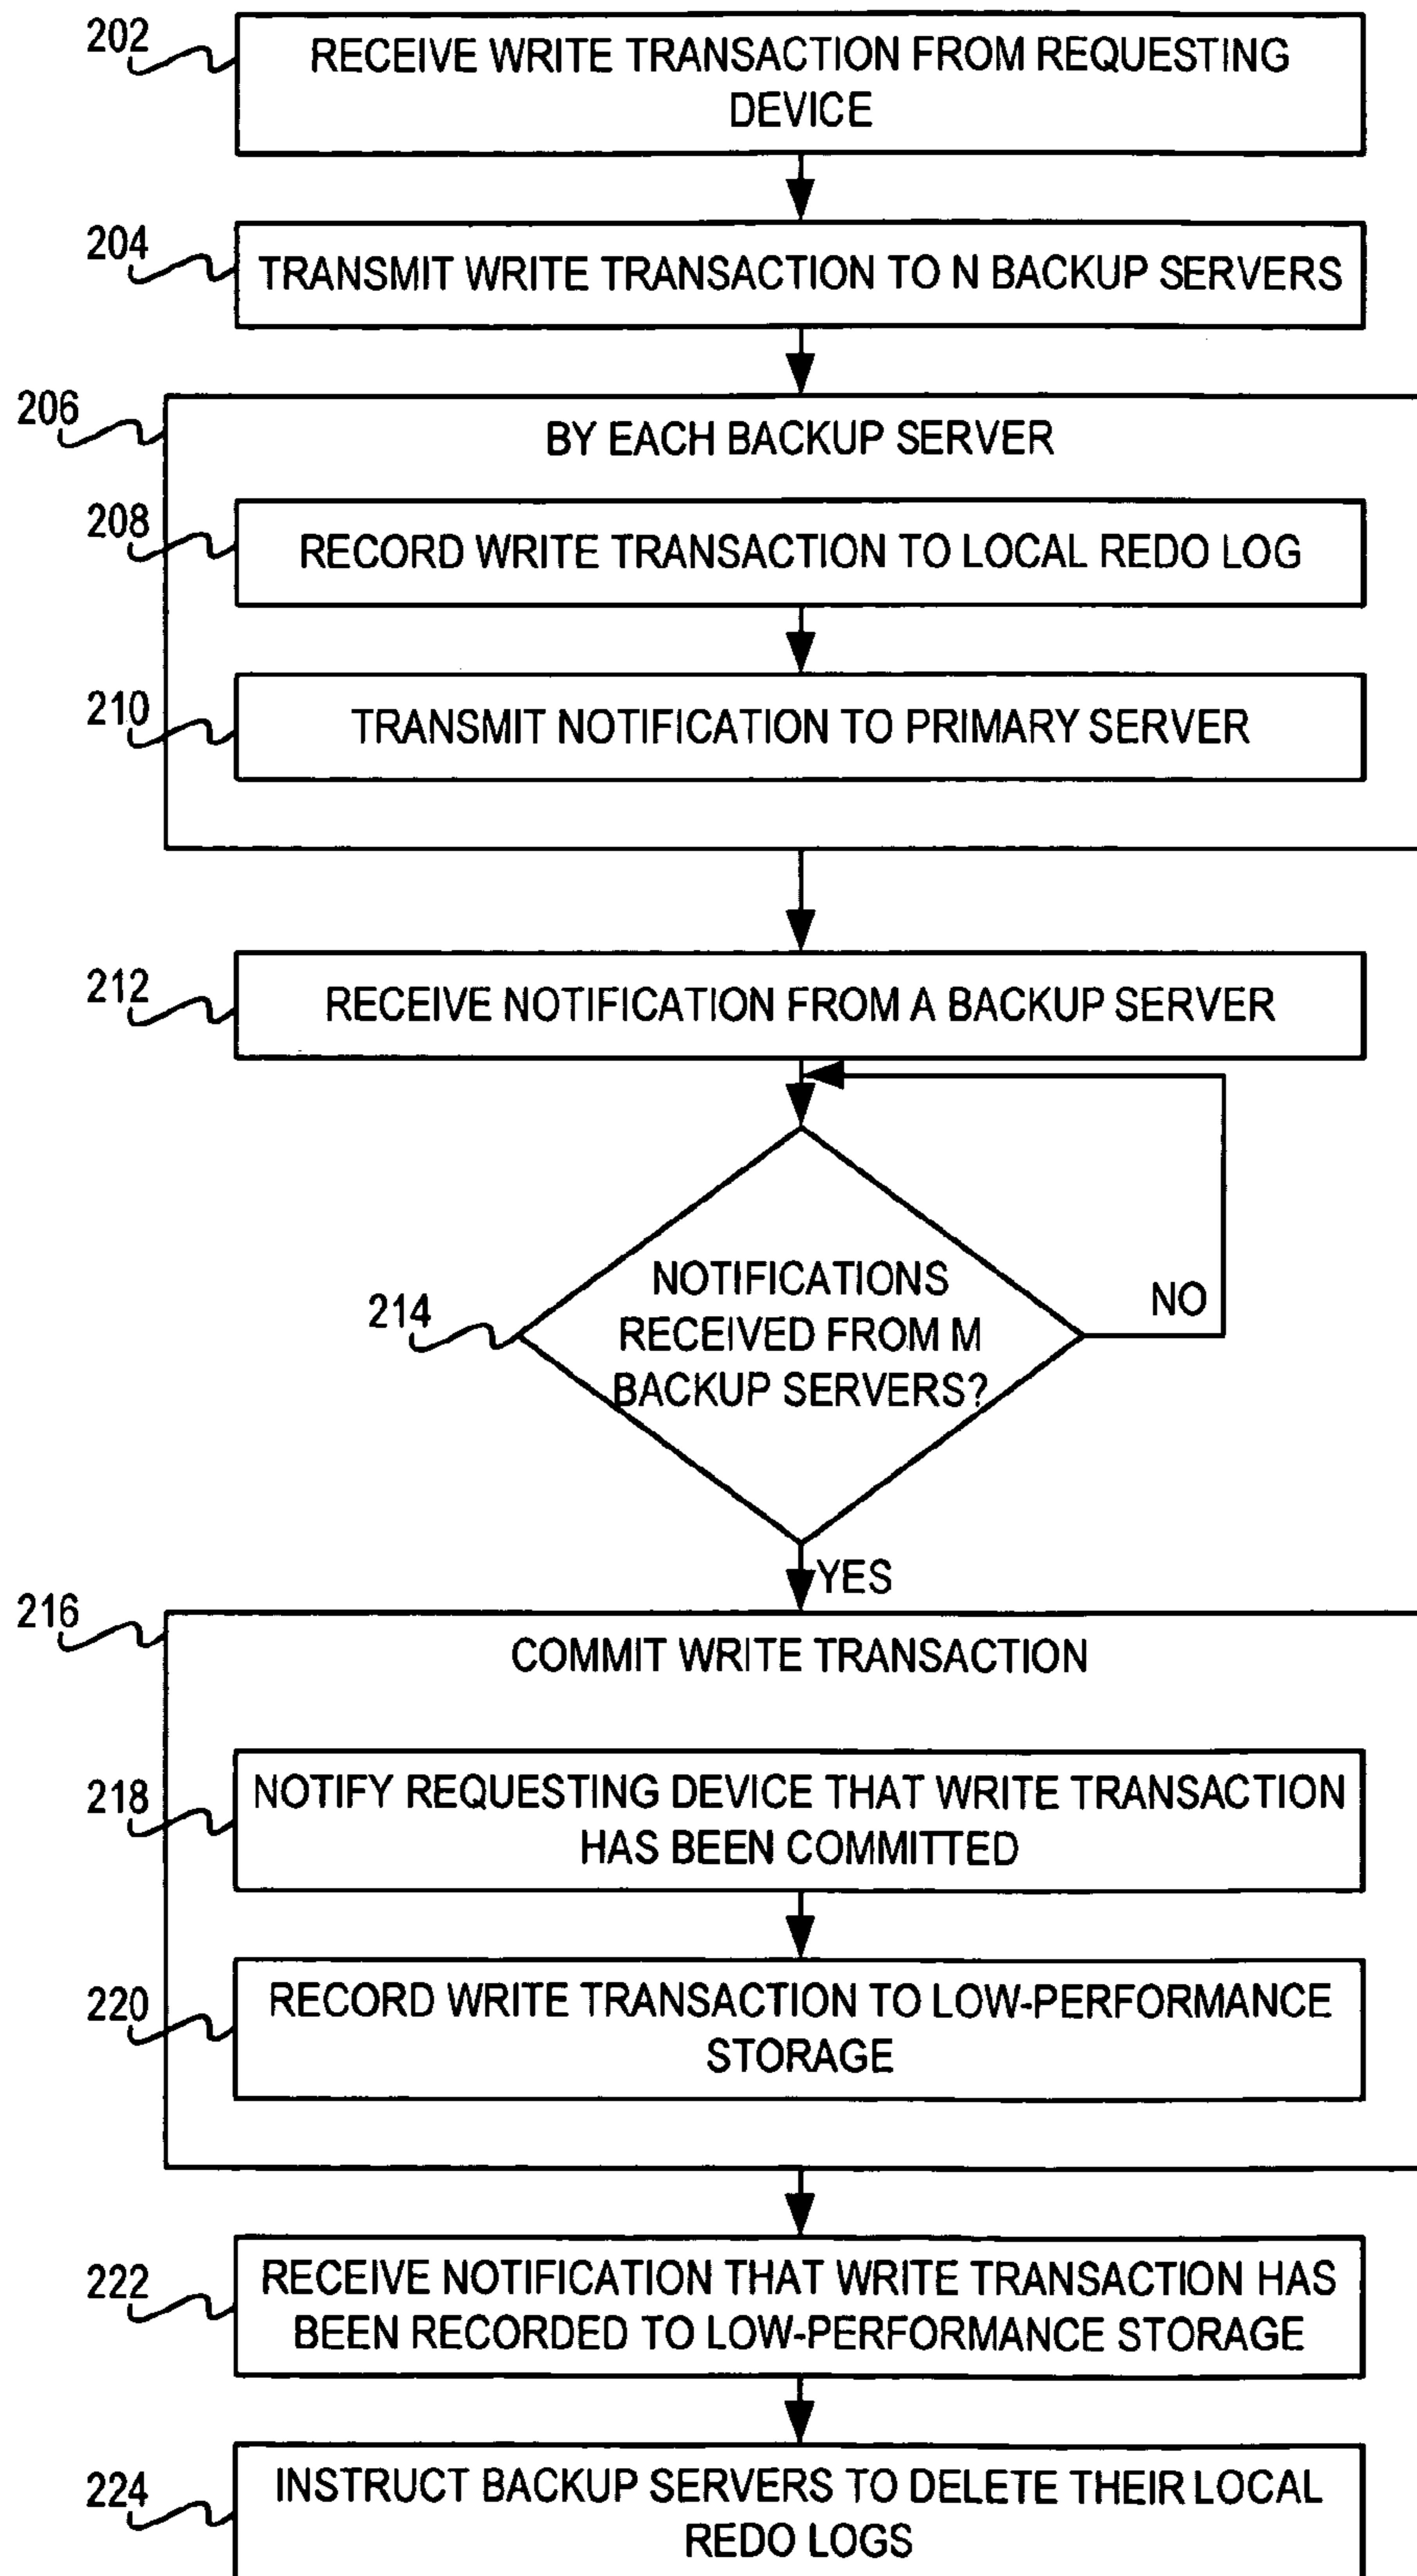 202
RECEIVE WRITE TRANSACTION FROM REQUESTING
DEVICE
204
TRANSMIT WRITE TRANSACTION TO N BACKUP SERVERS
206
BY EACH BACKUP SERVER
208
RECORD WRITE TRANSACTION TO LOCAL REDO LOG
210
TRANSMIT NOTIFICATION TO PRIMARY SERVER
212
RECEIVE NOTIFICATION FROM A BACKUP SERVER
214
NOTIFICATIONS
RECEIVED FROM M
BACKUP SERVERS?
NO
YES
216
COMMIT WRITE TRANSACTION
218
NOTIFY REQUESTING DEVICE THAT WRITE TRANSACTION
HAS BEEN COMMITTED
220
RECORD WRITE TRANSACTION TO LOW-PERFORMANCE
STORAGE
222
RECEIVE NOTIFICATION THAT WRITE TRANSACTION HAS
BEEN RECORDED TO LOW-PERFORMANCE STORAGE
224
INSTRUCT BACKUP SERVERS TO DELETE THEIR LOCAL
REDO LOGS